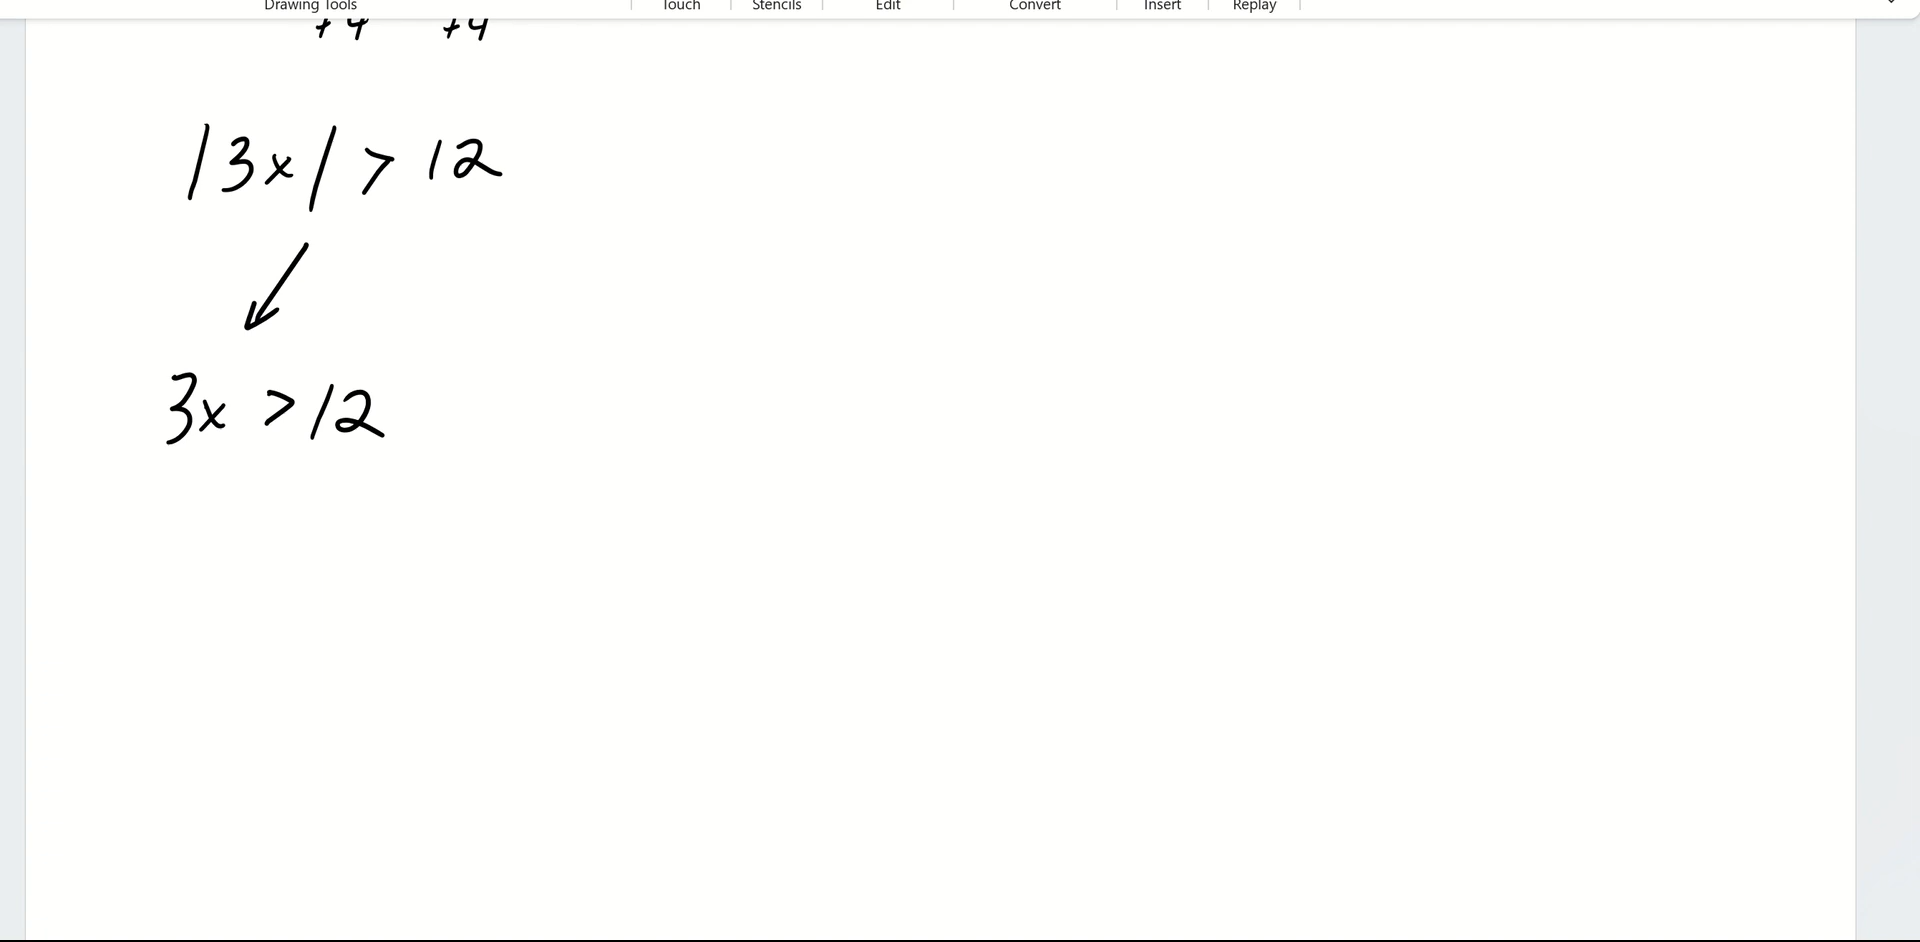 Drawing Tools Touch Stencils Edit Convert Insert Replay
+4 +4
|3x| > 12
3x > 12